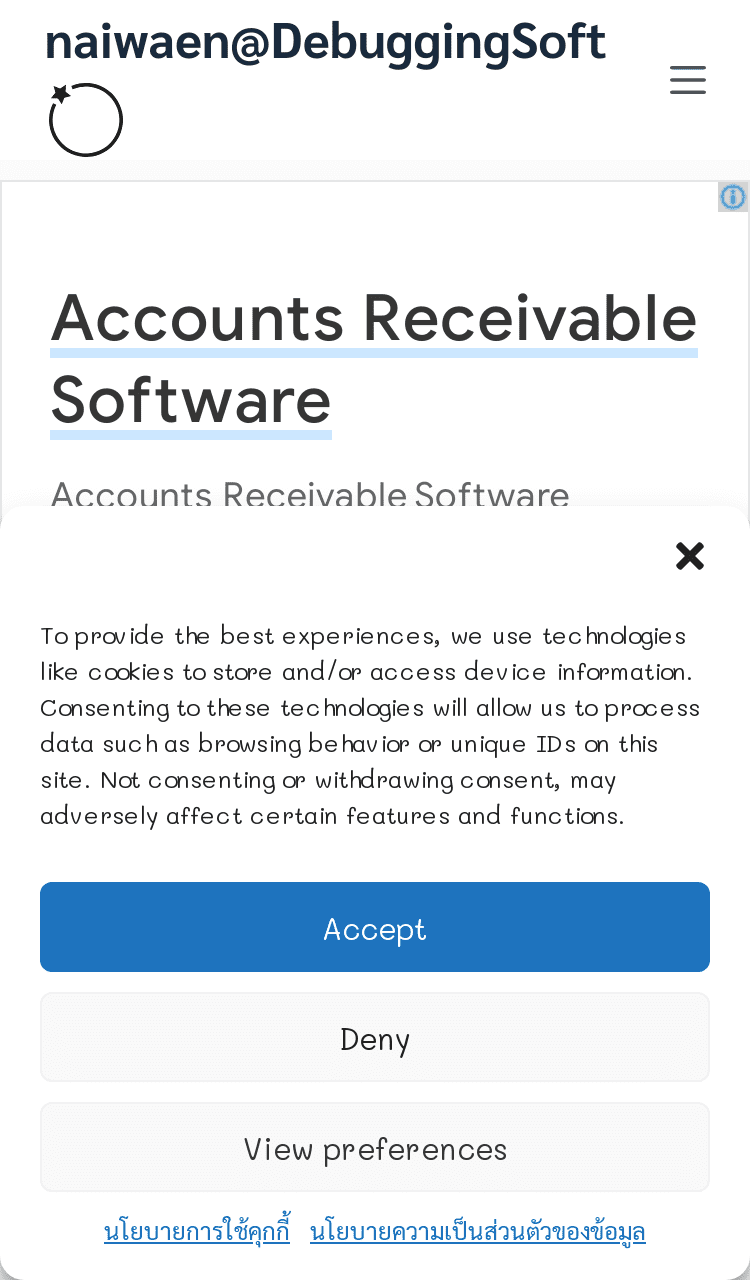 naiwaen@DebuggingSoft
Accounts Receivable
Software
Accounts Receivable Software
To provide the best experiences, we use technologies
like cookies to store and/or access device information.
Consenting to these technologies will allow us to process
data such as browsing behavior or unique IDs on this
site. Not consenting or withdrawing consent, may
adversely affect certain features and functions.
Accept
Deny
View preferences
นโยบายการใช้คุกกี้ นโยบายความเป็นส่วนตัวของข้อมูล